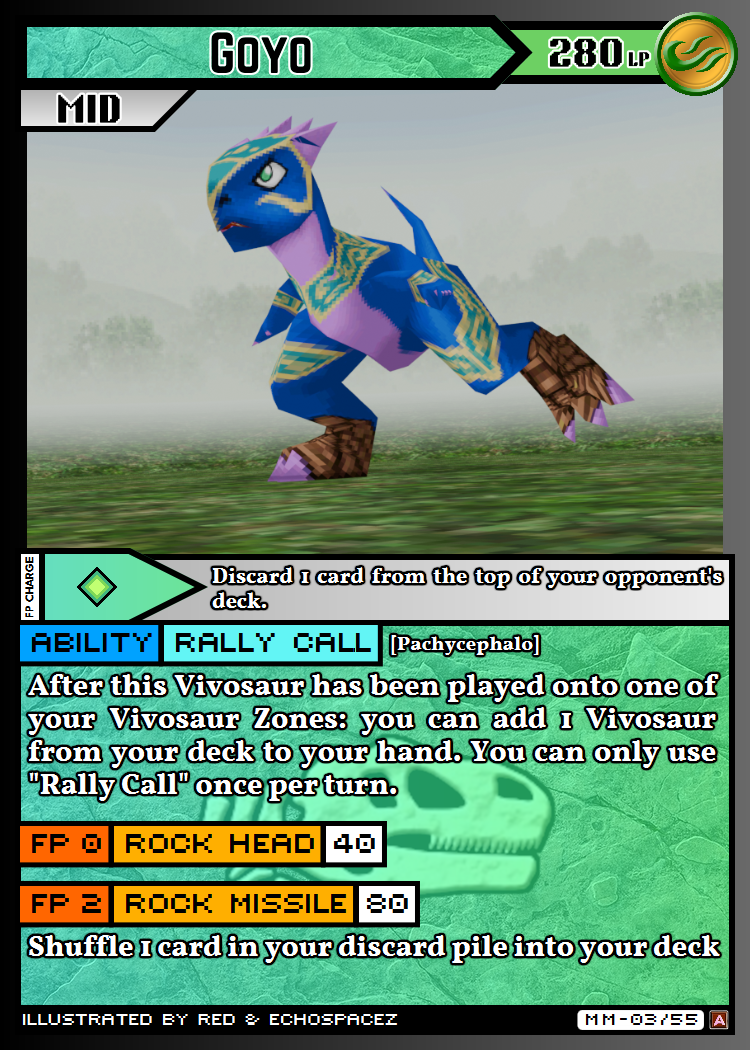 Goyo
280 LP
MID
FP CHARGE
Discard 1 card from the top of your opponent's
deck.
ABILITY RALLY CALL [Pachycephalo]
After this Vivosaur has been played onto one of
your Vivosaur Zones: you can add 1 Vivosaur
from your deck to your hand. You can only use
"Rally Call" once per turn.
FP 0 ROCK HEAD 40
FP 2 ROCK MISSILE 80
Shuffle 1 card in your discard pile into your deck
ILLUSTRATED BY RED & ECHOSPACEZ
MM-03/55 A